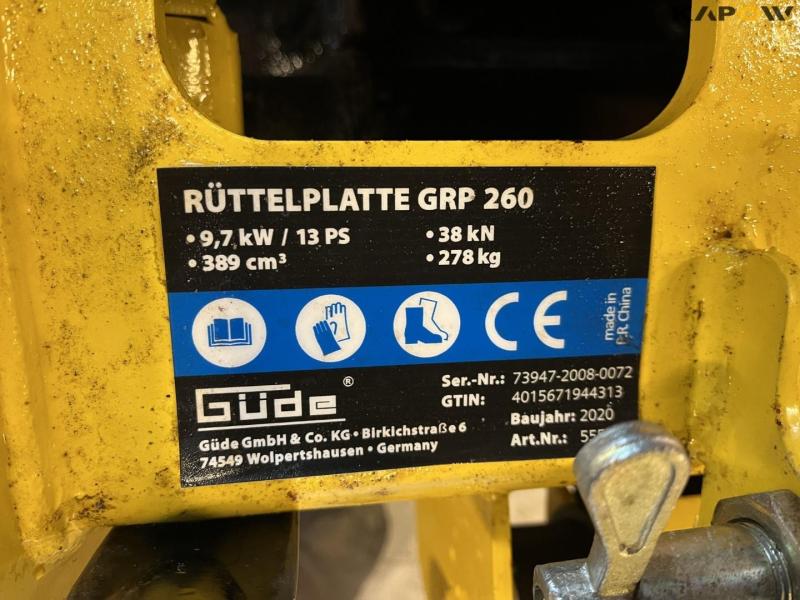 KAPOW
RÜTTELPLATTE GRP 260
• 9,7 kW / 13 PS • 38 kN
• 389 cm³ • 278 kg
CE
made in
P.R. China
Güde®
Güde GmbH & Co. KG • Birkichstraße 6
74549 Wolpertshausen • Germany
Ser.-Nr.: 73947-2008-0072
GTIN: 4015671944313
Baujahr: 2020
Art.Nr.: